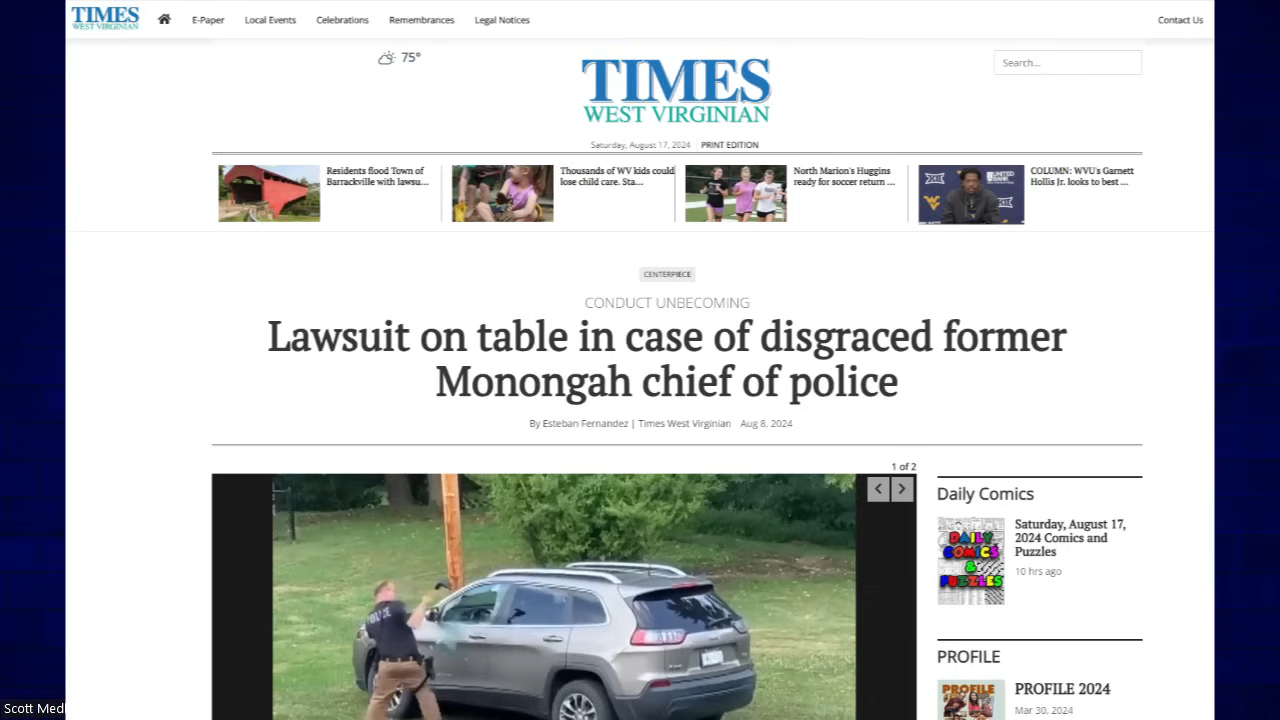 TIMES
WEST VIRGINIAN
E-Paper
Local Events
Celebrations
Remembrances
Legal Notices
Contact Us
75°
Search...
TIMES
WEST VIRGINIAN
Saturday, August 17, 2024
PRINT EDITION
Residents flood Town of
Barrackville with lawsu...
Thousands of WV kids could
lose child care. Sta...
North Marion's Huggins
ready for soccer return ...
COLUMN: WVU's Garnett
Hollis Jr. looks to best ...
CENTERPIECE
CONDUCT UNBECOMING
Lawsuit on table in case of disgraced former
Monongah chief of police
By Esteban Fernandez | Times West Virginian Aug 8, 2024
1 of 2
POLICE
Daily Comics
DAILY
COMICS
&
PUZZLES
Saturday, August 17,
2024 Comics and
Puzzles
10 hrs ago
PROFILE
PROFILE
PROFILE 2024
Mar 30, 2024